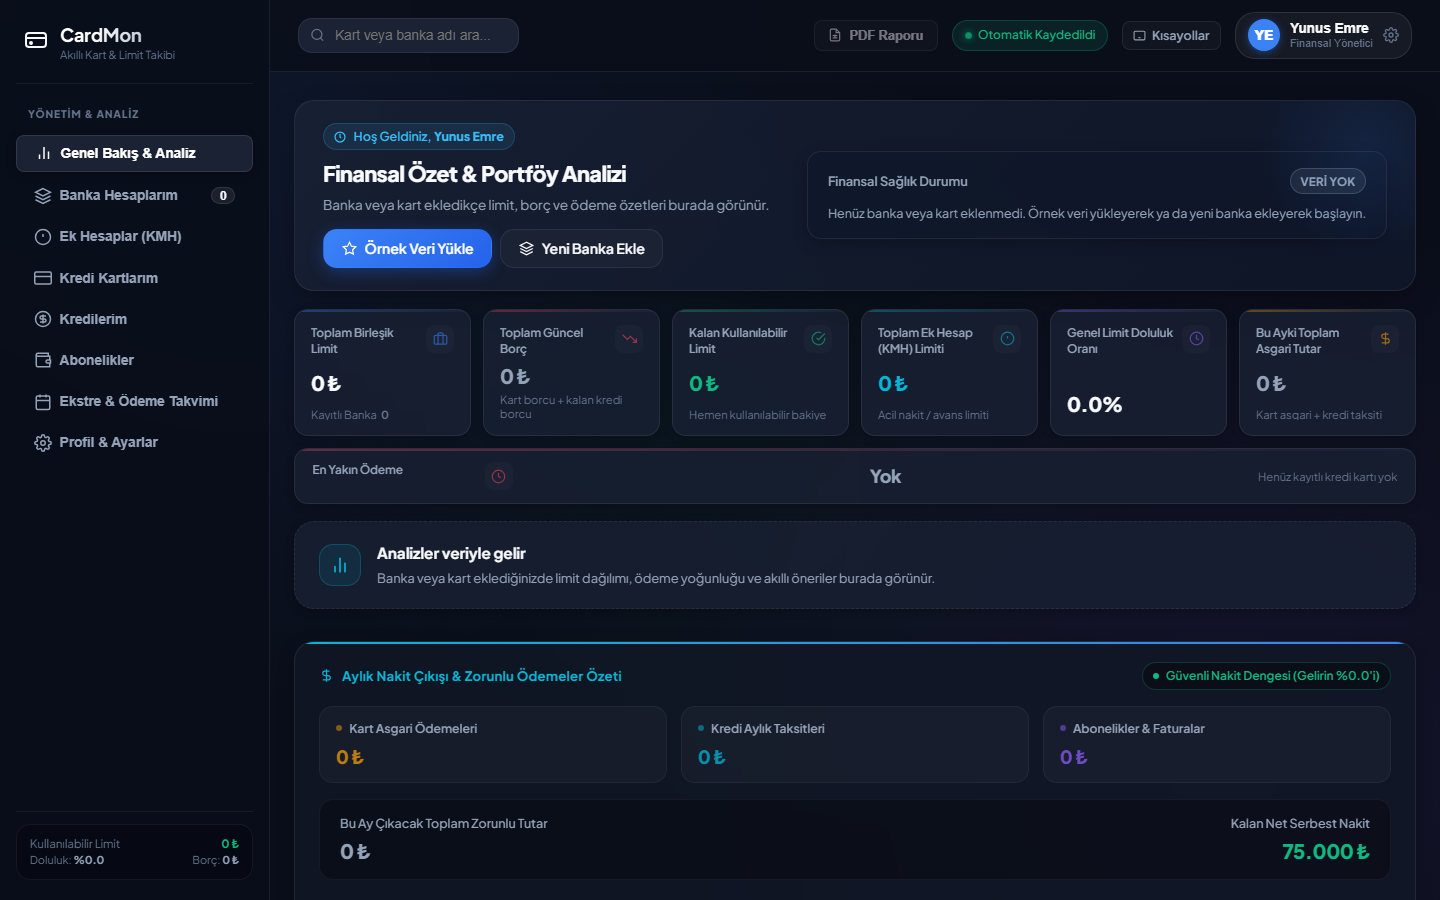 CardMon
Akıllı Kart & Limit Takibi
YÖNETİM & ANALİZ
Genel Bakış & Analiz
Banka Hesaplarım 0
Ek Hesaplar (KMH)
Kredi Kartlarım
Kredilerim
Abonelikler
Ekstre & Ödeme Takvimi
Profil & Ayarlar
Kullanılabilir Limit 0 ₺
Doluluk: %0.0 Borç: 0 ₺
Kart veya banka adı ara...
PDF Raporu
Otomatik Kaydedildi
Kısayollar
YE
Yunus Emre
Finansal Yönetici
Hoş Geldiniz, Yunus Emre
Finansal Özet & Portföy Analizi
Banka veya kart ekledikçe limit, borç ve ödeme özetleri burada görünür.
Örnek Veri Yükle
Yeni Banka Ekle
Finansal Sağlık Durumu
VERİ YOK
Henüz banka veya kart eklenmedi. Örnek veri yükleyerek ya da yeni banka ekleyerek başlayın.
Toplam Birleşik
Limit
0 ₺
Kayıtlı Banka 0
Toplam Güncel
Borç
0 ₺
Kart borcu + kalan kredi
borcu
Kalan Kullanılabilir
Limit
0 ₺
Hemen kullanılabilir bakiye
Toplam Ek Hesap
(KMH) Limiti
0 ₺
Acil nakit / avans limiti
Genel Limit Doluluk
Oranı
0.0%
Bu Ayki Toplam
Asgari Tutar
0 ₺
Kart asgari + kredi taksiti
En Yakın Ödeme
Yok
Henüz kayıtlı kredi kartı yok
Analizler veriyle gelir
Banka veya kart eklediğinizde limit dağılımı, ödeme yoğunluğu ve akıllı öneriler burada görünür.
Aylık Nakit Çıkışı & Zorunlu Ödemeler Özeti
Güvenli Nakit Dengesi (Gelirin %0.0'i)
Kart Asgari Ödemeleri
0 ₺
Kredi Aylık Taksitleri
0 ₺
Abonelikler & Faturalar
0 ₺
Bu Ay Çıkacak Toplam Zorunlu Tutar
0 ₺
Kalan Net Serbest Nakit
75.000 ₺